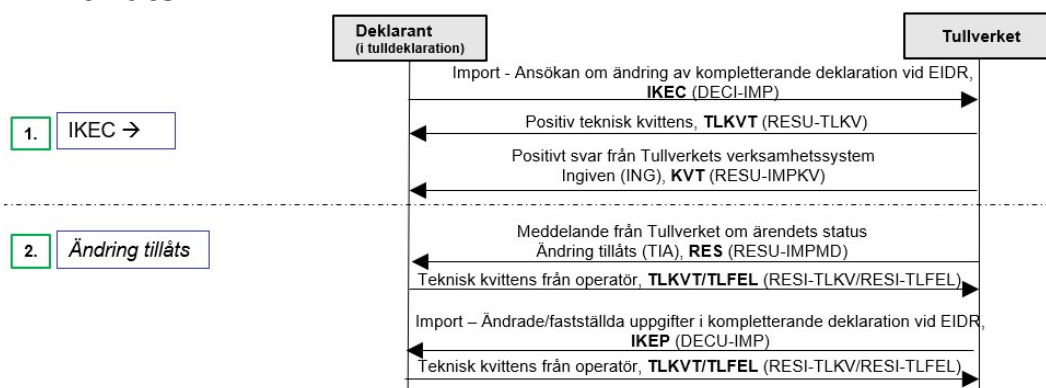 Deklarant
(i tulldeklaration)
Tullverket
Import - Ansökan om ändring av kompletterande deklaration vid EIDR,
IKEC (DECI-IMP)
1.
IKEC →
Positiv teknisk kvittens, TLKVT (RESU-TLKV)
Positivt svar från Tullverkets verksamhetssystem
Ingiven (ING), KVT (RESU-IMPKV)
2.
Ändring tillåts
Meddelande från Tullverket om ärendets status
Ändring tillåts (TIA), RES (RESU-IMPMD)
Teknisk kvittens från operatör, TLKVT/TLFEL (RESI-TLKV/RESI-TLFEL)
Import – Ändrade/fastställda uppgifter i kompletterande deklaration vid EIDR,
IKEP (DECU-IMP)
Teknisk kvittens från operatör, TLKVT/TLFEL (RESI-TLKV/RESI-TLFEL)